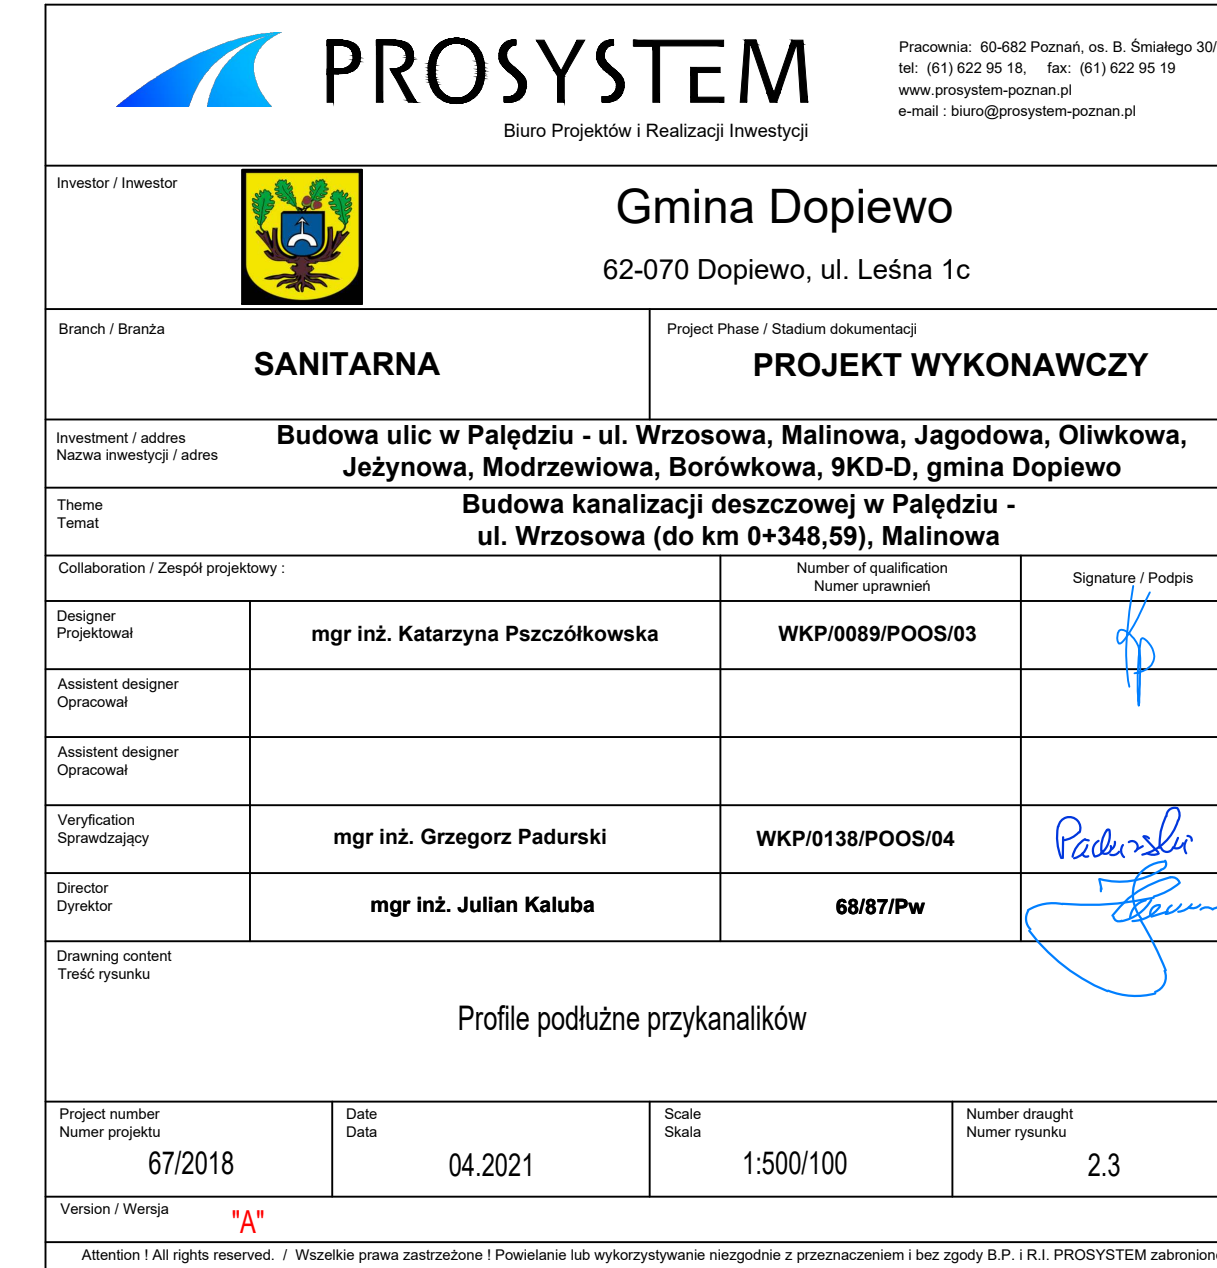 PROSYSTEM
Biuro Projektów i Realizacji Inwestycji
Pracownia: 60-682 Poznań, os. B. Śmiałego 30/
tel: (61) 622 95 18, fax: (61) 622 95 19
www.prosystem-poznan.pl
e-mail : biuro@prosystem-poznan.pl
Investor / Inwestor
Gmina Dopiewo
62-070 Dopiewo, ul. Leśna 1c
Branch / Branża
SANITARNA
Project Phase / Stadium dokumentacji
PROJEKT WYKONAWCZY
Investment / addres
Nazwa inwestycji / adres
Budowa ulic w Palędziu - ul. Wrzosowa, Malinowa, Jagodowa, Oliwkowa,
Jeżynowa, Modrzewiowa, Borówkowa, 9KD-D, gmina Dopiewo
Theme
Temat
Budowa kanalizacji deszczowej w Palędziu -
ul. Wrzosowa (do km 0+348,59), Malinowa
Collaboration / Zespół projektowy :
Number of qualification
Numer uprawnień
Signature / Podpis
Designer
Projektował
mgr inż. Katarzyna Pszczółkowska
WKP/0089/POOS/03
Kp
Assistent designer
Opracował
Assistent designer
Opracował
Veryfication
Sprawdzający
mgr inż. Grzegorz Padurski
WKP/0138/POOS/04
Padurski
Director
Dyrektor
mgr inż. Julian Kaluba
68/87/Pw
Drawning content
Treść rysunku
Profile podłużne przykanalików
Project number
Numer projektu
67/2018
Date
Data
04.2021
Scale
Skala
1:500/100
Number draught
Numer rysunku
2.3
Version / Wersja
"A"
Attention ! All rights reserved. / Wszelkie prawa zastrzeżone ! Powielanie lub wykorzystywanie niezgodnie z przeznaczeniem i bez zgody B.P. i R.I. PROSYSTEM zabronione